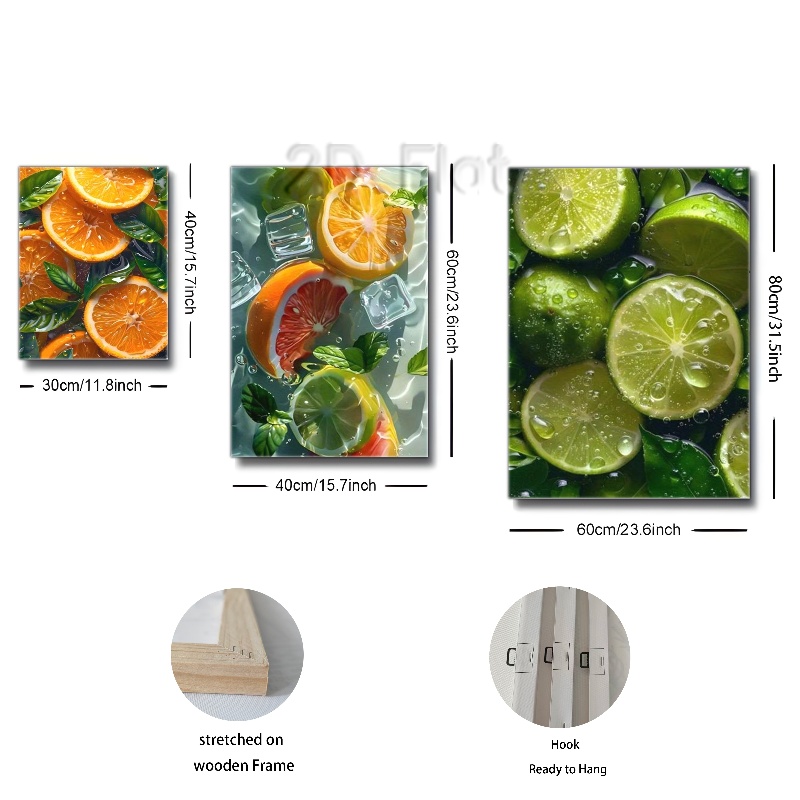 2D Flat
40cm/15.7inch
60cm/23.6inch
80cm/31.5inch
30cm/11.8inch
40cm/15.7inch
60cm/23.6inch
stretched on
wooden Frame
Hook
Ready to Hang